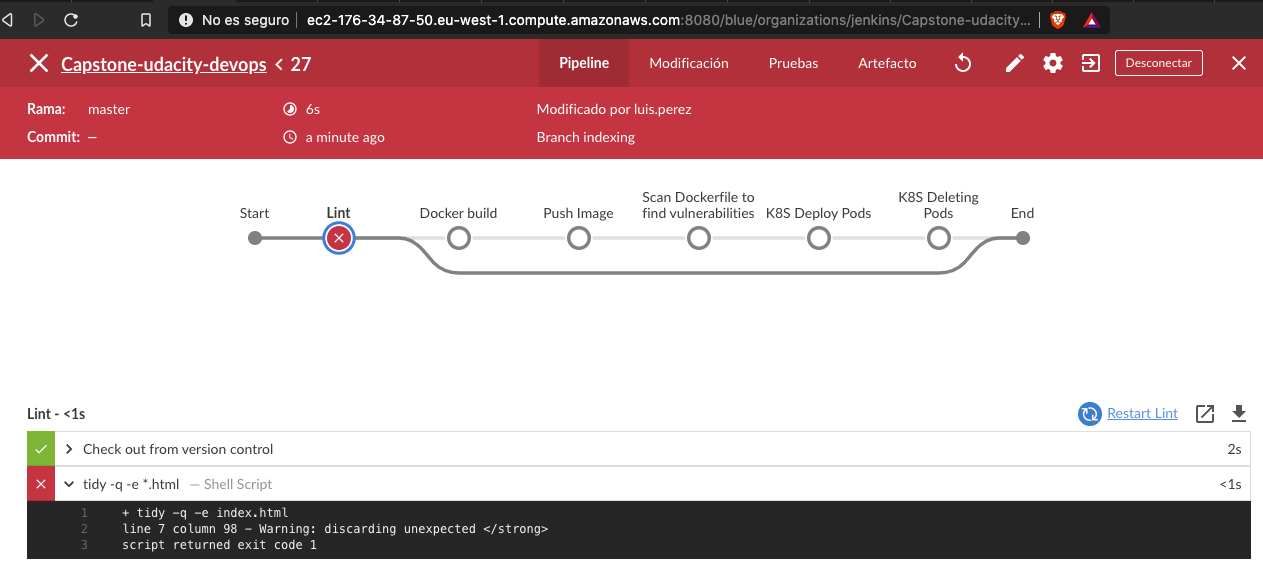 No es seguro ec2-176-34-87-50.eu-west-1.compute.amazonaws.com:8080/blue/organizations/jenkins/Capstone-udacity...
Capstone-udacity-devops < 27 Pipeline Modificación Pruebas Artefacto Desconectar
Rama: master 6s Modificado por luis.perez
Commit: — a minute ago Branch indexing
Start Lint Docker build Push Image Scan Dockerfile to find vulnerabilities K8S Deploy Pods K8S Deleting Pods End
Lint - <1s Restart Lint
Check out from version control 2s
tidy -q -e *.html — Shell Script <1s
1 + tidy -q -e index.html
2 line 7 column 98 - Warning: discarding unexpected </strong>
3 script returned exit code 1